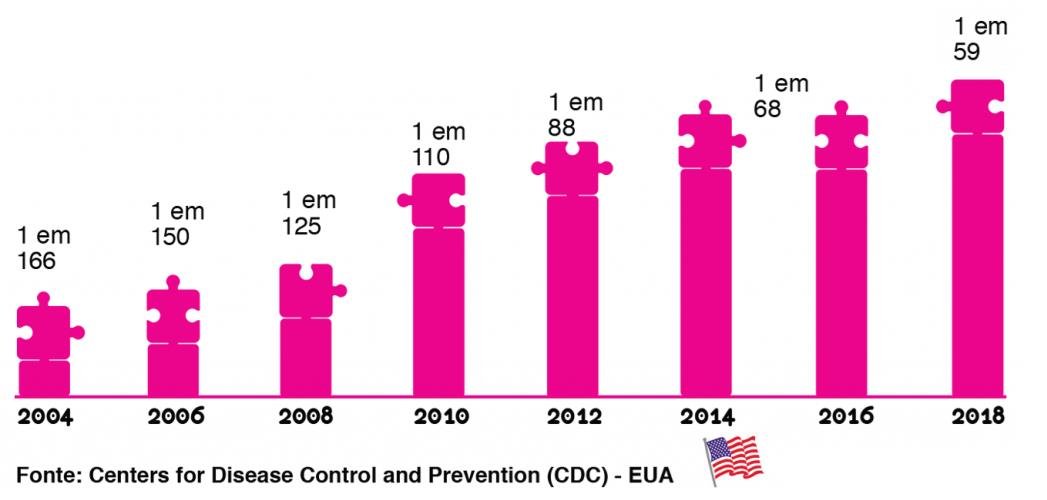 1 em
166
1 em
150
1 em
125
1 em
110
1 em
88
1 em
68
1 em
59
2004
2006
2008
2010
2012
2014
2016
2018
Fonte: Centers for Disease Control and Prevention (CDC) - EUA